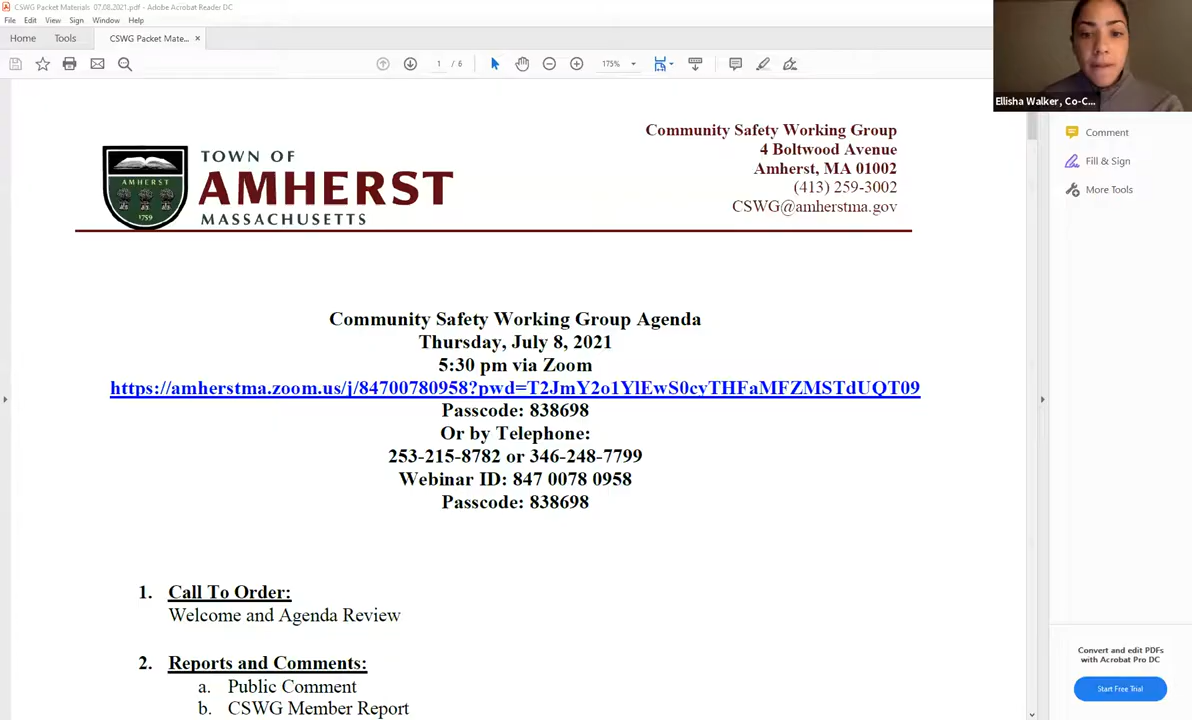 CSWG Packet Materials 07.08.2021.pdf - Adobe Acrobat Reader DC
File Edit View Sign Window Help
Home Tools CSWG Packet Mate... ×
1 / 6 175%
Ellisha Walker, Co-C...
Comment
Fill & Sign
More Tools
AMHERST
1759
TOWN OF
AMHERST
MASSACHUSETTS
Community Safety Working Group
4 Boltwood Avenue
Amherst, MA 01002
(413) 259-3002
CSWG@amherstma.gov
Community Safety Working Group Agenda
Thursday, July 8, 2021
5:30 pm via Zoom
https://amherstma.zoom.us/j/84700780958?pwd=T2JmY2o1YlEwS0cyTHFaMFZMSTdUQT09
Passcode: 838698
Or by Telephone:
253-215-8782 or 346-248-7799
Webinar ID: 847 0078 0958
Passcode: 838698
1. Call To Order:
Welcome and Agenda Review
2. Reports and Comments:
a. Public Comment
b. CSWG Member Report
Convert and edit PDFs
with Acrobat Pro DC
Start Free Trial